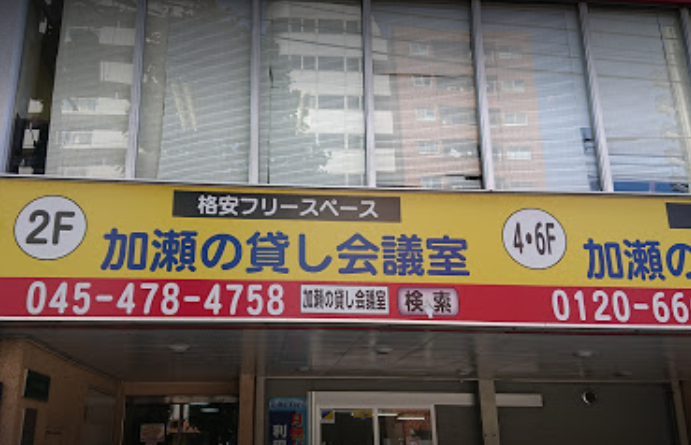 2F
格安フリースペース
加瀬の貸し会議室
045-478-4758 加瀬の貸し会議室 検索
4・6F
加瀬の
0120-66
利